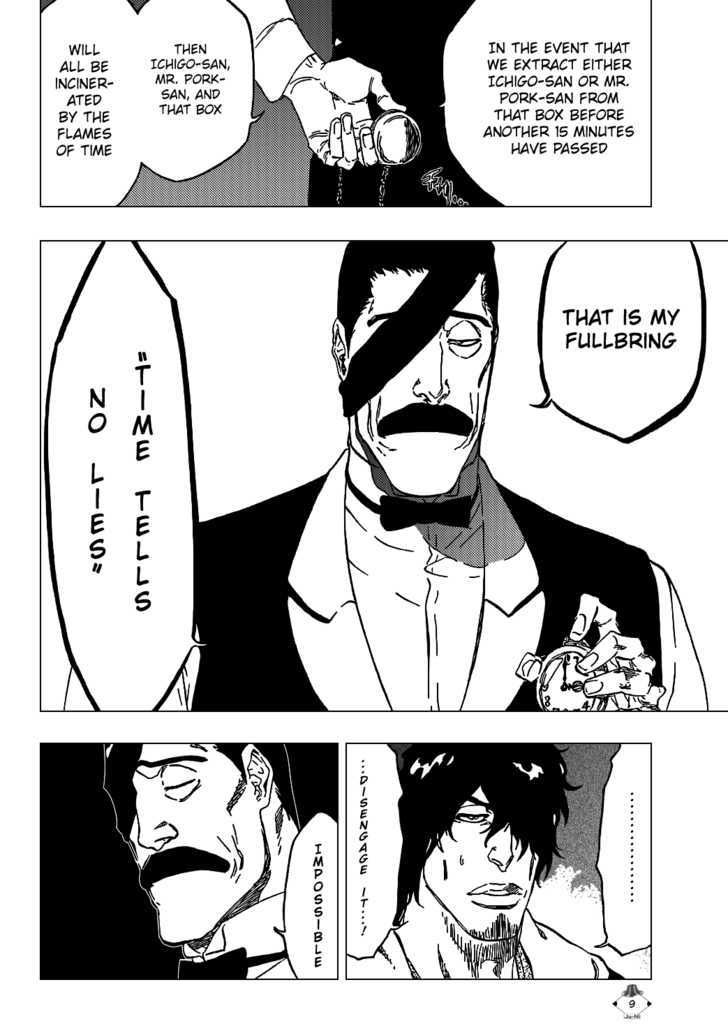 IN THE EVENT THAT
WE EXTRACT EITHER
ICHIGO-SAN OR MR.
PORK-SAN FROM
THAT BOX BEFORE
ANOTHER 15 MINUTES
HAVE PASSED
THEN
ICHIGO-SAN,
MR. PORK-
SAN, AND
THAT BOX
WILL
ALL BE
INCINER-
ATED
BY THE
FLAMES
OF TIME
THAT IS MY
FULLBRING
"TIME TELLS
NO LIES"
..........
...DISENGAGE IT...!
IMPOSSIBLE
9